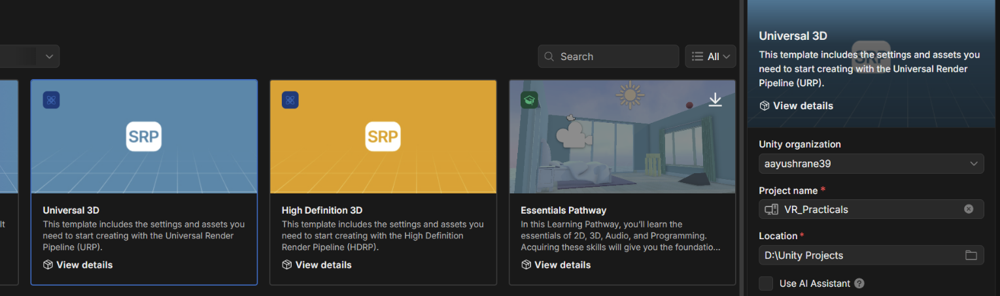 Search
All
lt
SRP
Universal 3D
This template includes the settings and assets you
need to start creating with the Universal Render
Pipeline (URP).
View details
SRP
High Definition 3D
This template includes the settings and assets you
need to start creating with the High Definition
Render Pipeline (HDRP).
View details
Essentials Pathway
In this Learning Pathway, you'll learn the
essentials of 2D, 3D, Audio, and Programming.
Acquiring these skills will give you the foundatio...
View details
SRP
Universal 3D
This template includes the settings and assets you
need to start creating with the Universal Render
Pipeline (URP).
View details
Unity organization
aayushrane39
Project name *
VR_Practicals
Location *
D:\Unity Projects
Use AI Assistant ?